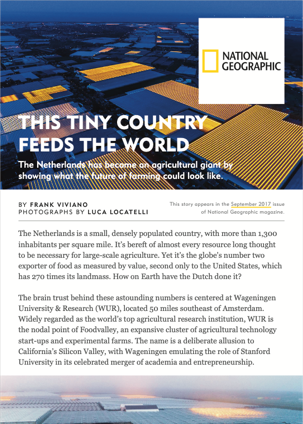 NATIONAL
GEOGRAPHIC
THIS TINY COUNTRY
FEEDS THE WORLD
The Netherlands has become an agricultural giant by
showing what the future of farming could look like.
BY FRANK VIVIANO
PHOTOGRAPHS BY LUCA LOCATELLI
This story appears in the September 2017 issue
of National Geographic magazine.
The Netherlands is a small, densely populated country, with more than 1,300
inhabitants per square mile. It's bereft of almost every resource long thought
to be necessary for large-scale agriculture. Yet it's the globe's number two
exporter of food as measured by value, second only to the United States, which
has 270 times its landmass. How on Earth have the Dutch done it?
The brain trust behind these astounding numbers is centered at Wageningen
University & Research (WUR), located 50 miles southeast of Amsterdam.
Widely regarded as the world's top agricultural research institution, WUR is
the nodal point of Foodvalley, an expansive cluster of agricultural technology
start-ups and experimental farms. The name is a deliberate allusion to
California's Silicon Valley, with Wageningen emulating the role of Stanford
University in its celebrated merger of academia and entrepreneurship.